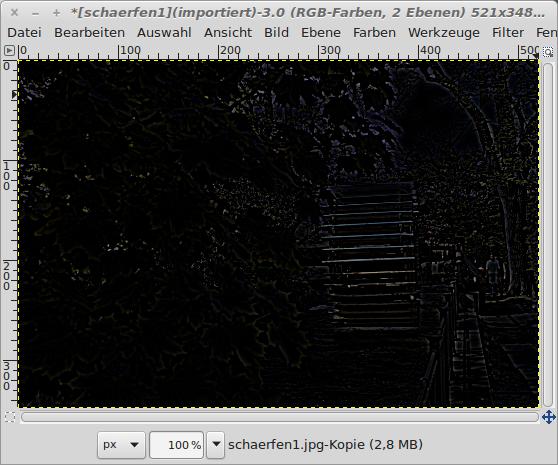 *[schaerfen1](importiert)-3.0 (RGB-Farben, 2 Ebenen) 521x348...
Datei Bearbeiten Auswahl Ansicht Bild Ebene Farben Werkzeuge Filter Fen
0 100 200 300 400 500
0
100
200
300
px 100 % schaerfen1.jpg-Kopie (2,8 MB)